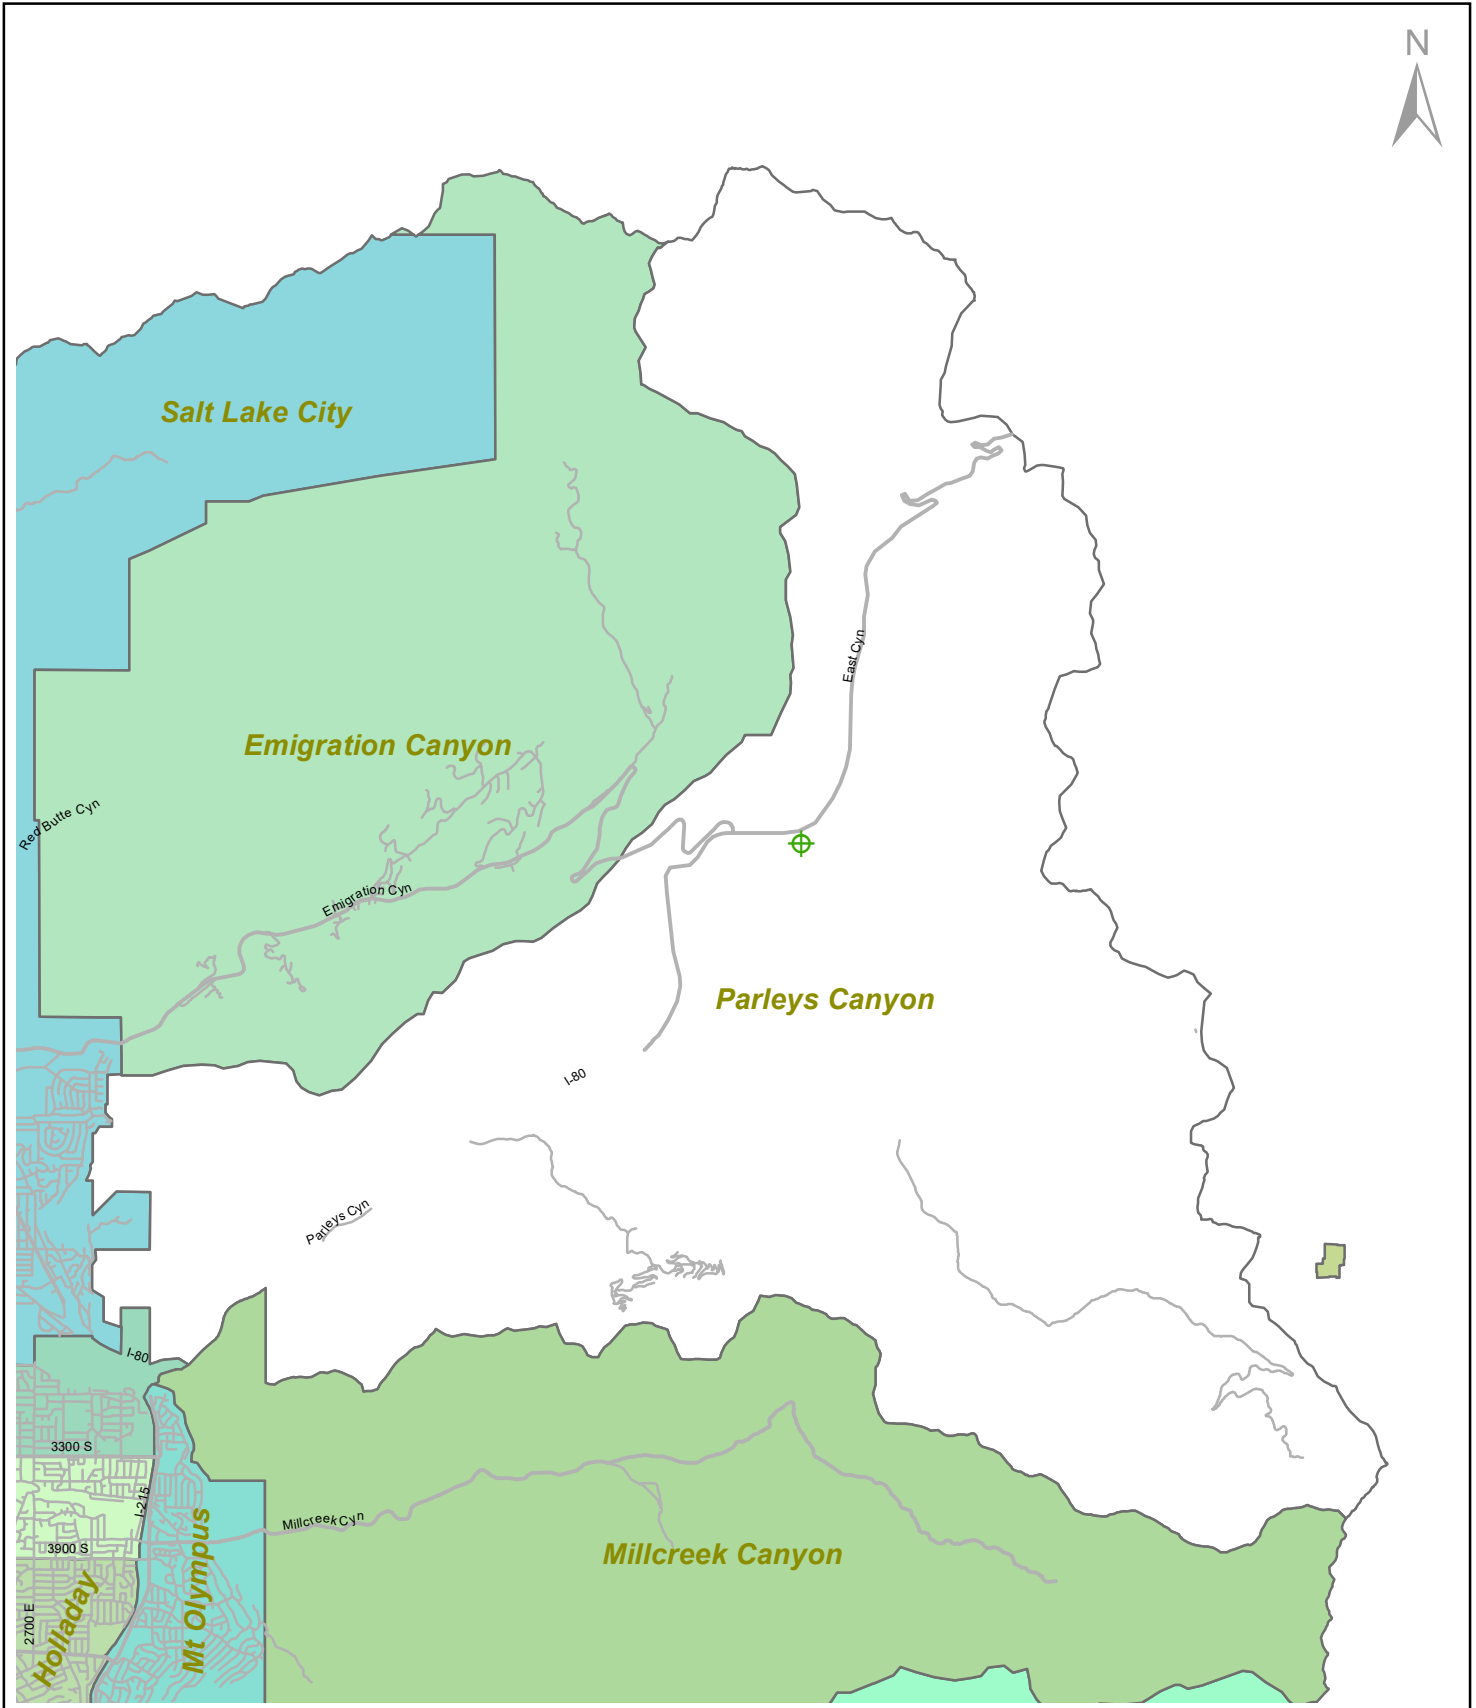 N
Salt Lake City
East Cyn
Emigration Canyon
Red Butte Cyn
Emigration Cyn
Parleys Canyon
I-80
Parleys Cyn
I-80
3300 S
I-215
Millcreek Cyn
3900 S
Millcreek Canyon
Mt Olympus
Holladay
2700 E